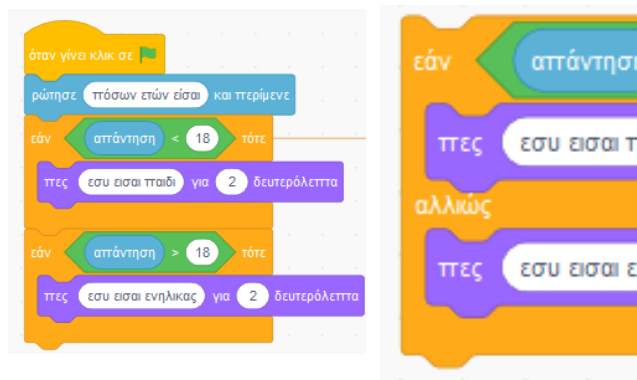 όταν γίνει κλικ σε
ρώτησε πόσων ετών είσαι και περίμενε
εάν απάντηση < 18 τότε
πες εσυ εισαι παιδι για 2 δευτερόλεπτα
εάν απάντηση > 18 τότε
πες εσυ εισαι ενηλικας για 2 δευτερόλεπτα
εάν απάντησι
πες εσυ εισαι π
αλλιώς
πες εσυ εισαι ε